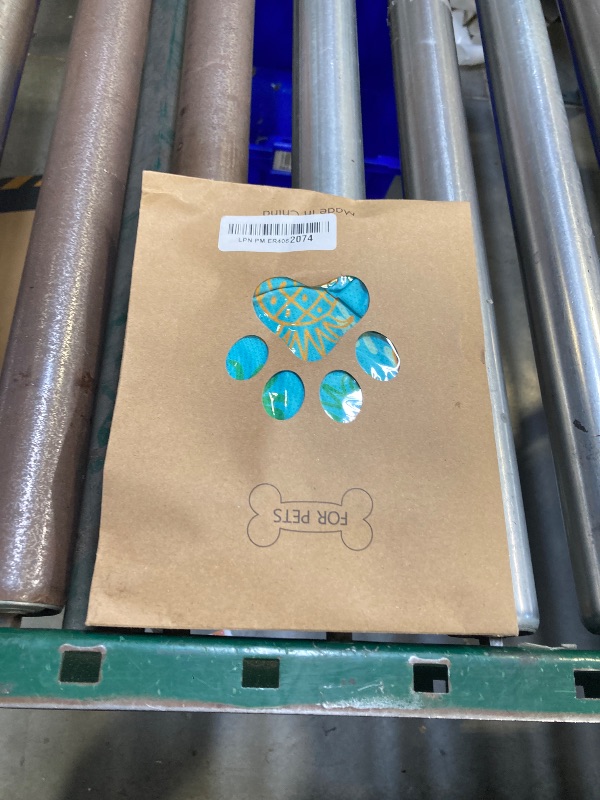 Made in China
LPN PM ER4062074
FOR PETS